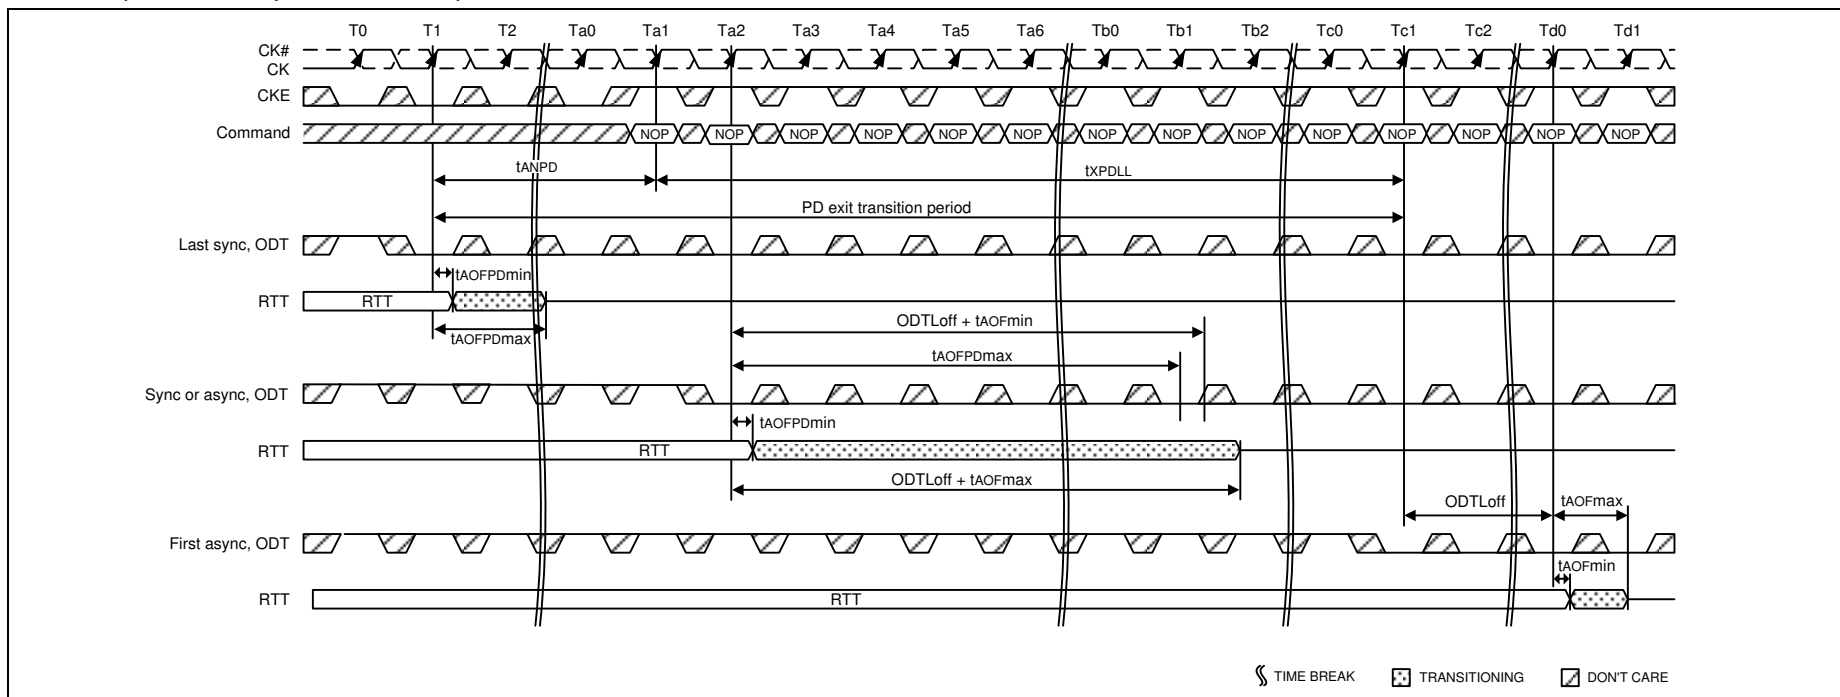 T0 T1 T2 Ta0 Ta1 Ta2 Ta3 Ta4 Ta5 Ta6 Tb0 Tb1 Tb2 Tc0 Tc1 Tc2 Td0 Td1
CK#
CK
CKE
Command NOP NOP NOP NOP NOP NOP NOP NOP NOP NOP NOP NOP NOP NOP
tANPD tXPDLL
PD exit transition period
Last sync, ODT
tAOFPDmin
RTT RTT
ODTLoff + tAOFmin
tAOFPDmax
tAOFPDmax
Sync or async, ODT
tAOFPDmin
RTT RTT
ODTLoff + tAOFmax
ODTLoff tAOFmax
First async, ODT
tAOFmin
RTT RTT
TIME BREAK TRANSITIONING DON'T CARE